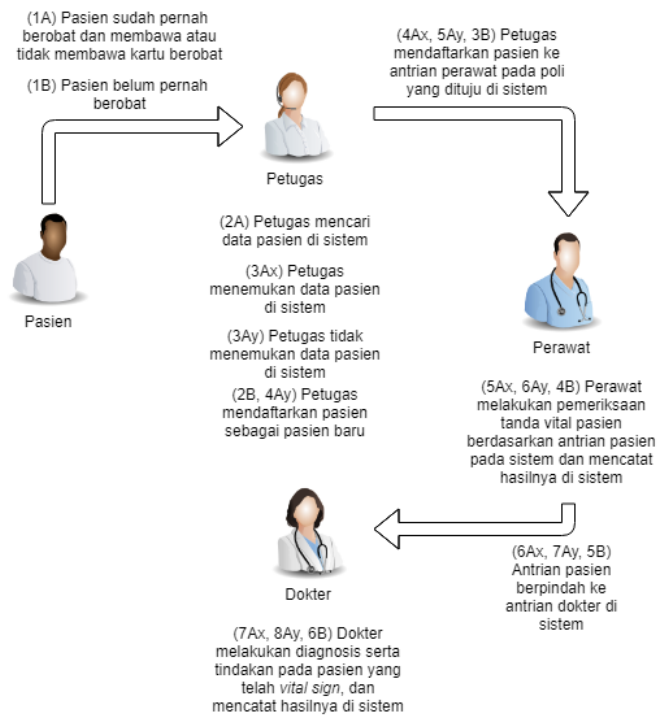 (1A) Pasien sudah pernah
berobat dan membawa atau
tidak membawa kartu berobat
(1B) Pasien belum pernah
berobat
(4Ax, 5Ay, 3B) Petugas
mendaftarkan pasien ke
antrian perawat pada poli
yang dituju di sistem
Petugas
Pasien
(2A) Petugas mencari
data pasien di sistem
(3Ax) Petugas
menemukan data pasien
di sistem
(3Ay) Petugas tidak
menemukan data pasien
di sistem
(2B, 4Ay) Petugas
mendaftarkan pasien
sebagai pasien baru
Perawat
(5Ax, 6Ay, 4B) Perawat
melakukan pemeriksaan
tanda vital pasien
berdasarkan antrian pasien
pada sistem dan mencatat
hasilnya di sistem
(6Ax, 7Ay, 5B)
Antrian pasien
berpindah ke
antrian dokter di
sistem
Dokter
(7Ax, 8Ay, 6B) Dokter
melakukan diagnosis serta
tindakan pada pasien yang
telah vital sign, dan
mencatat hasilnya di sistem